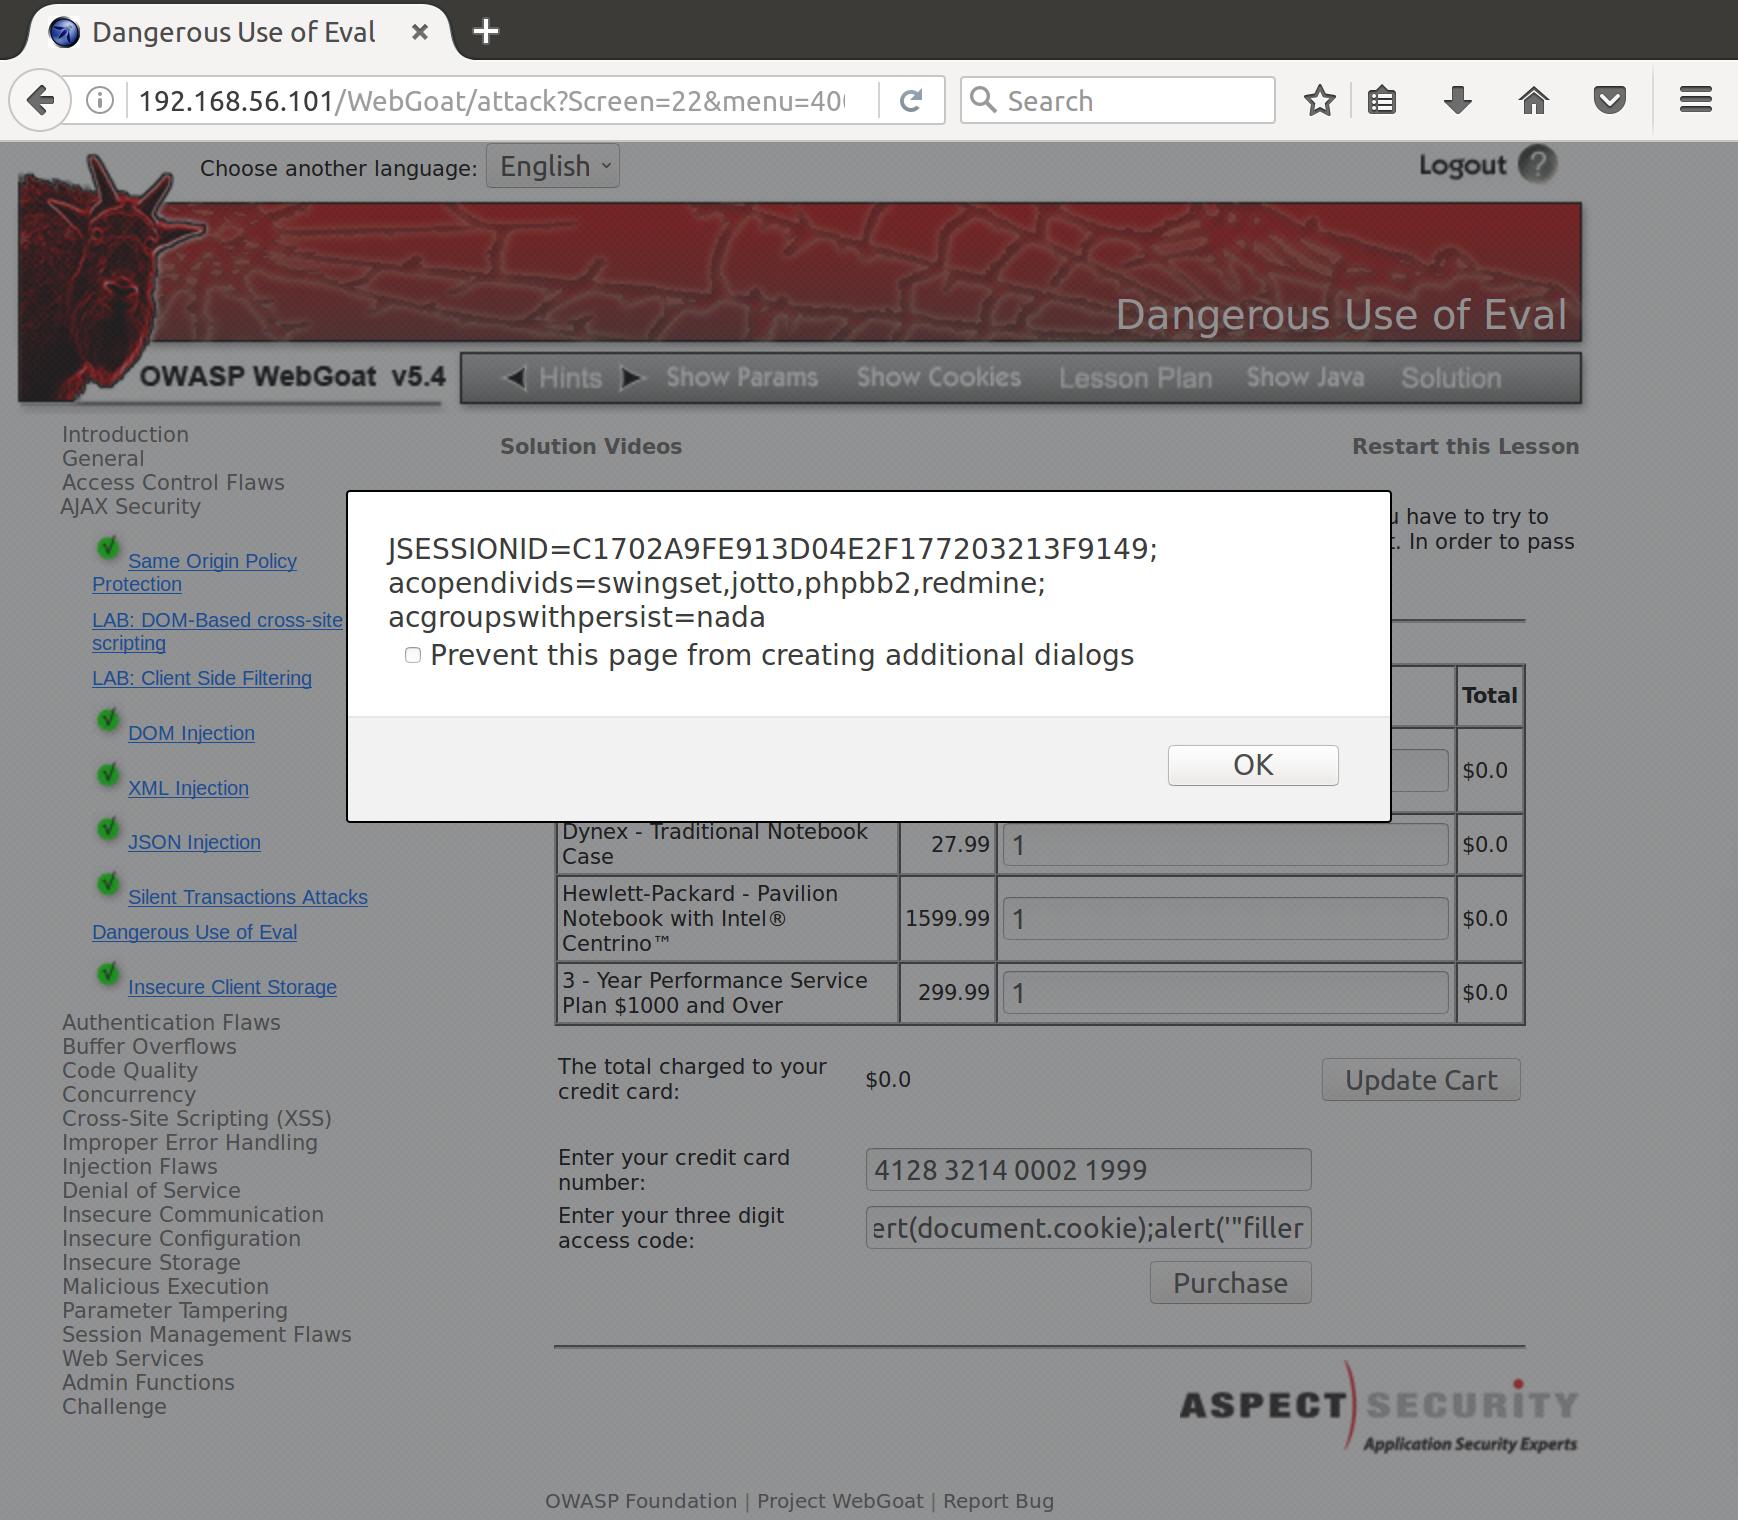 Dangerous Use of Eval
192.168.56.101/WebGoat/attack?Screen=22&menu=40
Search
Choose another language: English
Logout ?
Dangerous Use of Eval
OWASP WebGoat v5.4
Hints Show Params Show Cookies Lesson Plan Show Java Solution
Introduction
General
Access Control Flaws
AJAX Security
Same Origin Policy
Protection
LAB: DOM-Based cross-site
scripting
LAB: Client Side Filtering
DOM Injection
XML Injection
JSON Injection
Silent Transactions Attacks
Dangerous Use of Eval
Insecure Client Storage
Authentication Flaws
Buffer Overflows
Code Quality
Concurrency
Cross-Site Scripting (XSS)
Improper Error Handling
Injection Flaws
Denial of Service
Insecure Communication
Insecure Configuration
Insecure Storage
Malicious Execution
Parameter Tampering
Session Management Flaws
Web Services
Admin Functions
Challenge
Solution Videos
Restart this Lesson
have to try to
. In order to pass
JSESSIONID=C1702A9FE913D04E2F177203213F9149;
acopendivids=swingset,jotto,phpbb2,redmine;
acgroupswithpersist=nada
Prevent this page from creating additional dialogs
OK
Total
$0.0
Dynex - Traditional Notebook
Case
27.99 1 $0.0
Hewlett-Packard - Pavilion
Notebook with Intel®
Centrino™
1599.99 1 $0.0
3 - Year Performance Service
Plan $1000 and Over
299.99 1 $0.0
The total charged to your
credit card:
$0.0
Update Cart
Enter your credit card
number:
4128 3214 0002 1999
Enter your three digit
access code:
ert(document.cookie);alert('"filler
Purchase
ASPECT SECURITY
Application Security Experts
OWASP Foundation | Project WebGoat | Report Bug